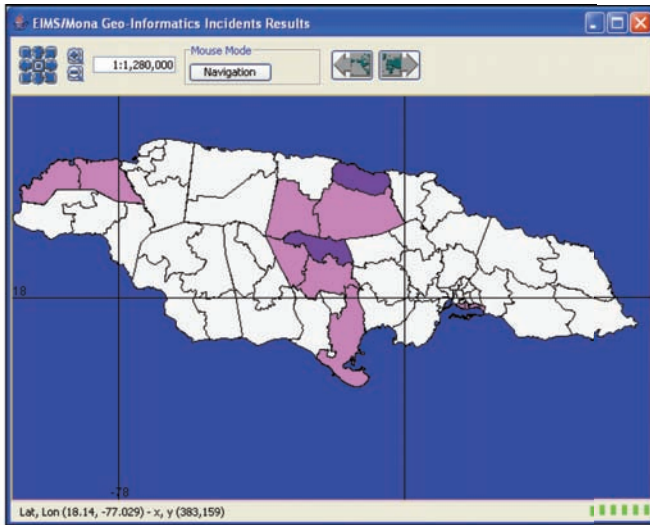 EIMS/Mona Geo-Informatics Incidents Results
Mouse Mode
1:1,280,000
Navigation
18
-78
Lat, Lon (18.14, -77.029) - x, y (383,159)